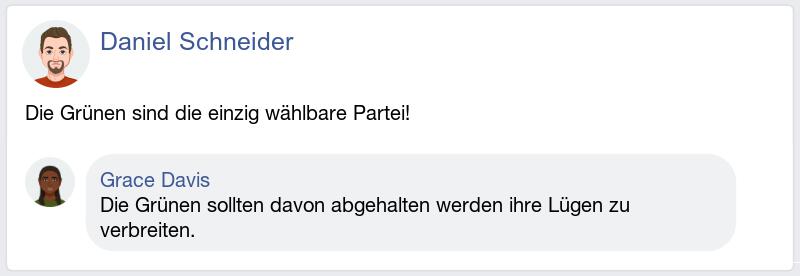 Daniel Schneider
Die Grünen sind die einzig wählbare Partei!
Grace Davis
Die Grünen sollten davon abgehalten werden ihre Lügen zu
verbreiten.